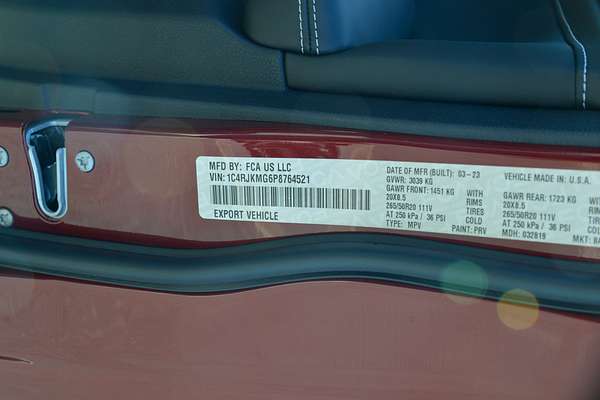 MFD BY: FCA US LLC
VIN: 1C4RJKMG6P8764521
EXPORT VEHICLE
DATE OF MFR (BUILT): 03-23
GVWR: 3039 KG
GAWR FRONT: 1451 KG WITH
20X8.5 RIMS
265/50R20 111V TIRES
AT 250 kPa / 36 PSI COLD
TYPE: MPV PAINT: PRV
VEHICLE MADE IN U.S.A.
GAWR REAR: 1723 KG WITH
20X8.5 RIMS
265/50R20 111V
AT 250 kPa / 36 PSI
MDH: 032819 MKT: